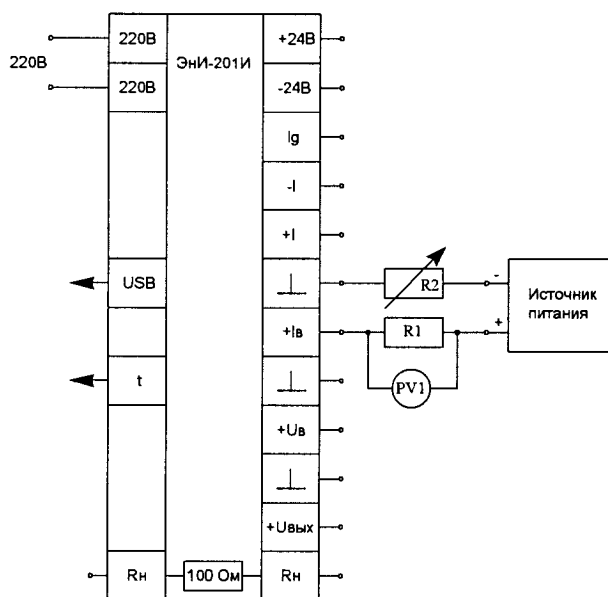 220В
220В
220В
USB
t
Rн
ЭнИ-201И
100 Ом
+24В
-24В
Ig
-I
+I
+Iв
+Uв
+Uвых
Rн
R2
-
R1
+
PV1
Источник
питания